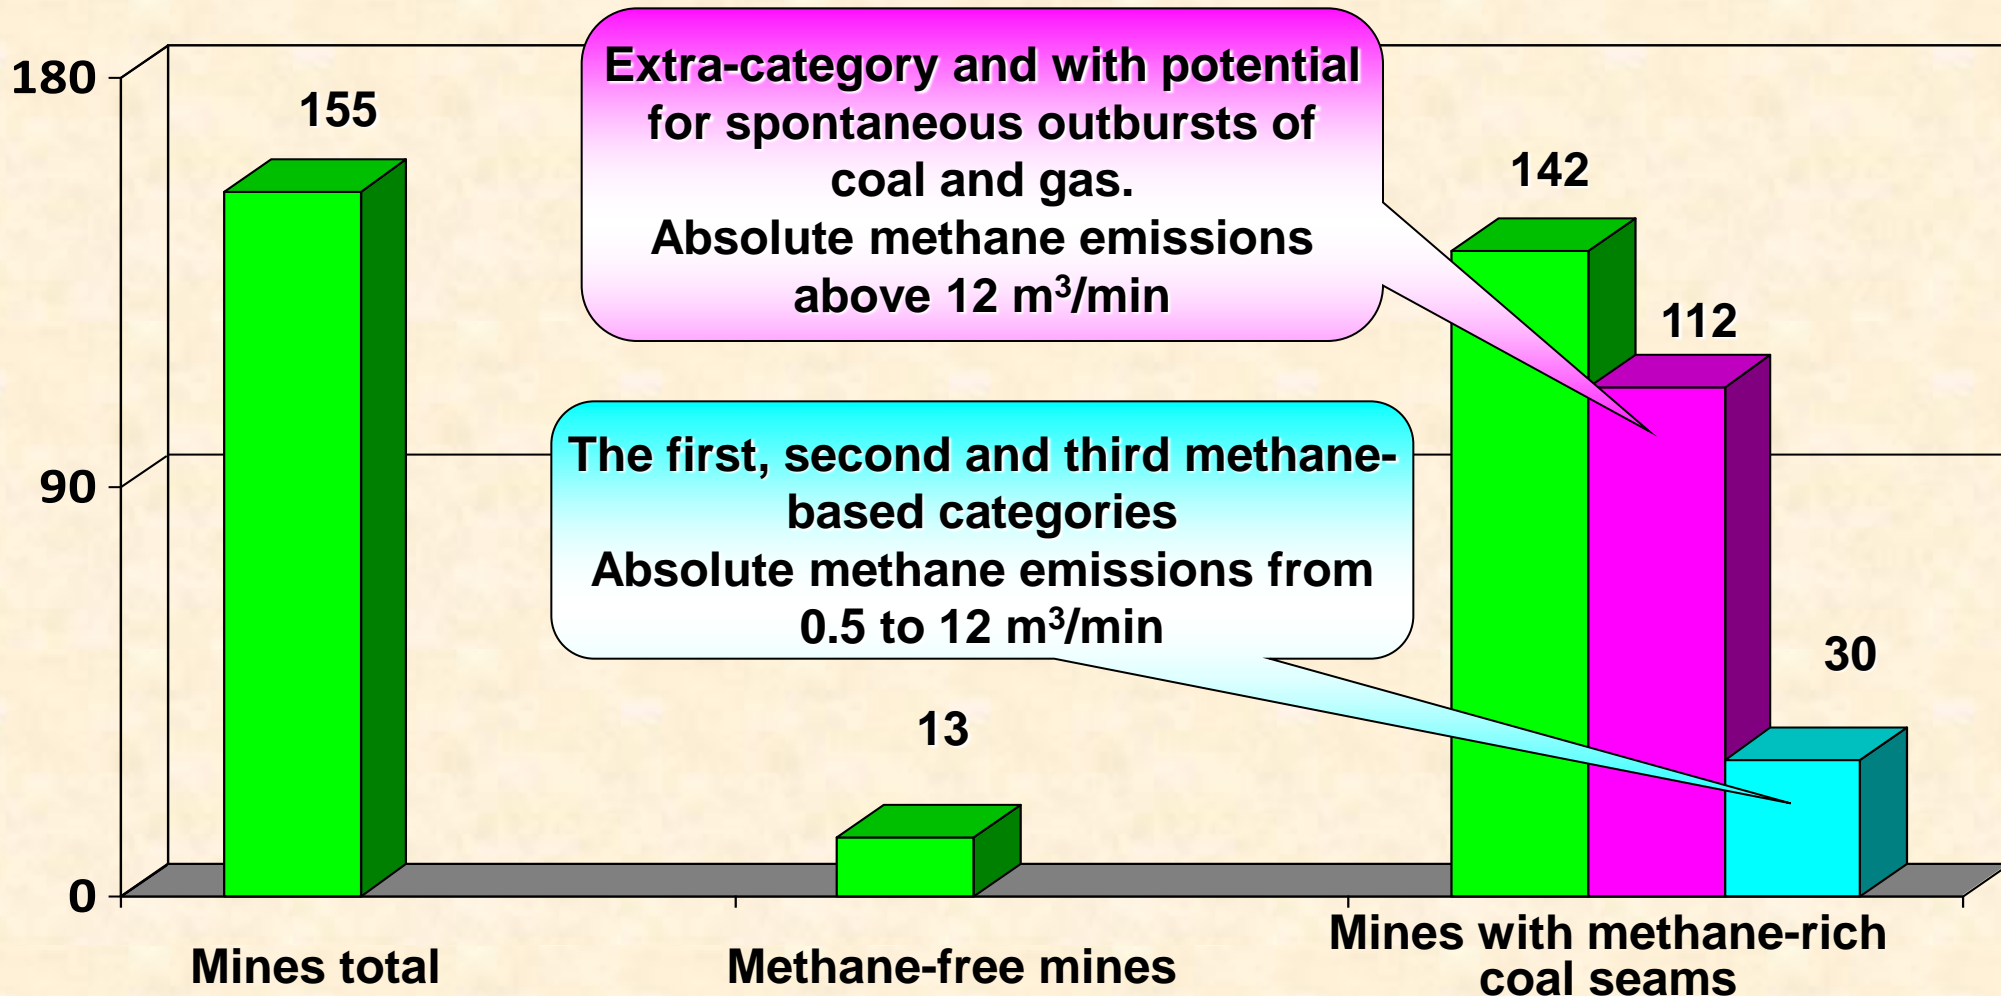 180
90
0
155
Extra-category and with potential
for spontaneous outbursts of
coal and gas.
Absolute methane emissions
above 12 m³/min
142
112
The first, second and third methane-
based categories
Absolute methane emissions from
0.5 to 12 m³/min
30
13
Mines total
Methane-free mines
Mines with methane-rich
coal seams